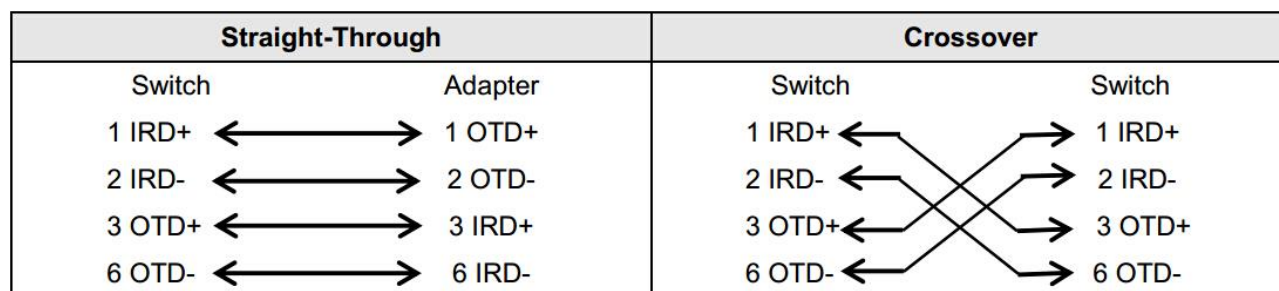 Straight-Through Crossover
Switch Adapter Switch Switch
1 IRD+ 1 OTD+ 1 IRD+ 1 IRD+
2 IRD- 2 OTD- 2 IRD- 2 IRD-
3 OTD+ 3 IRD+ 3 OTD+ 3 OTD+
6 OTD- 6 IRD- 6 OTD- 6 OTD-